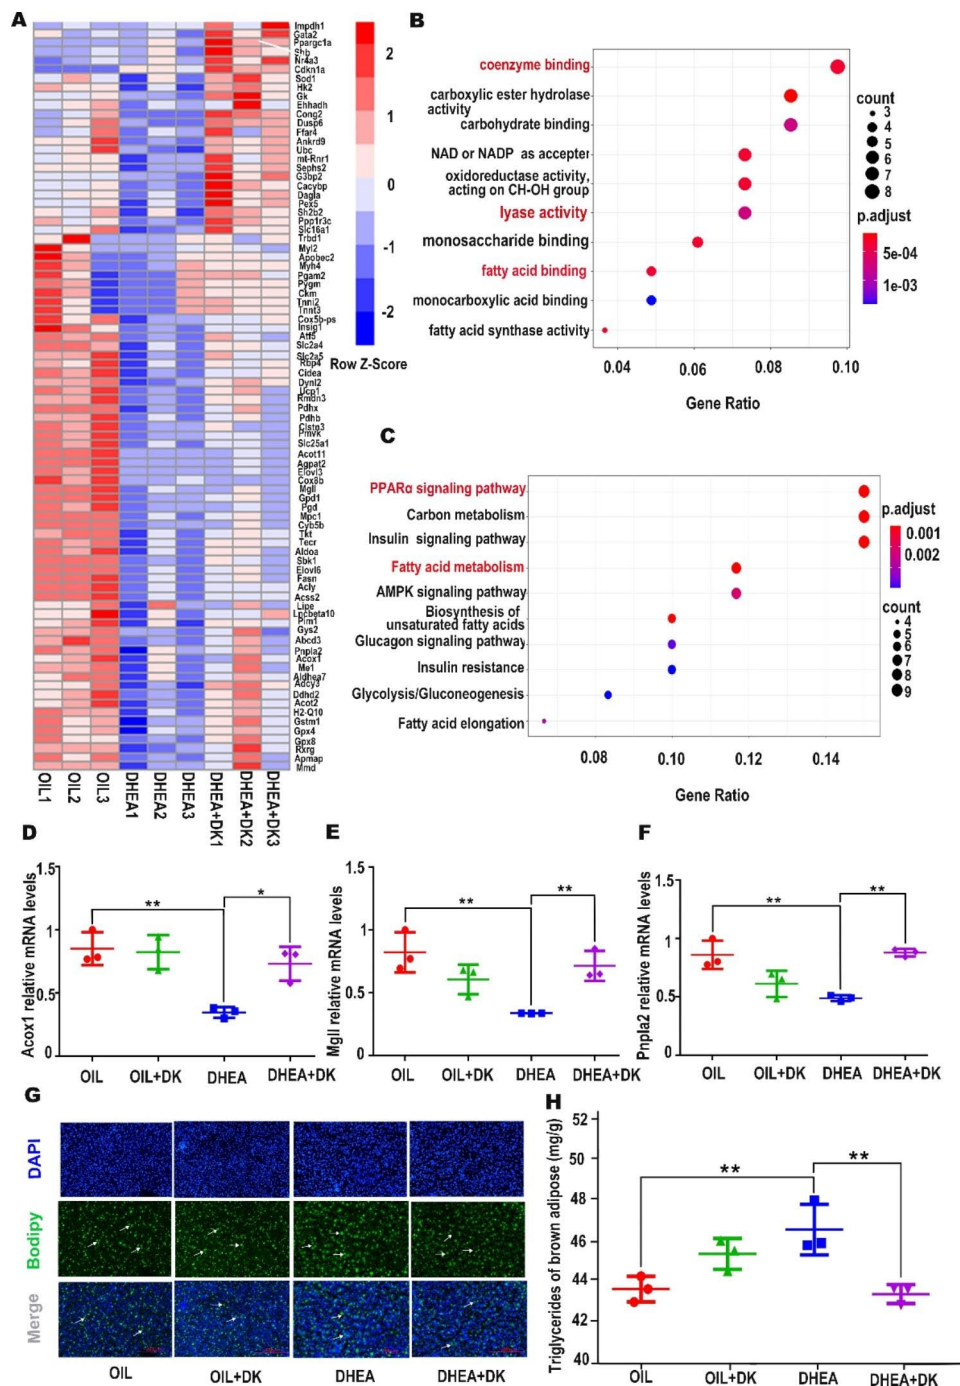 A
Impdh1
Gata2
Ppargc1a
Shb
Nr4a3
Cdkn1a
Sod1
Hk2
Gk
Ehhadh
Cong2
Dusp6
Ffar4
Ankrd9
Ubc
mt-Rnr1
Sephs2
G3bp2
Cacybp
Dagla
Pex5
Sh2b2
Ppp1r3c
Slc16a1
Trbd1
Myl2
Apobec2
Myh4
Pgam2
Pygm
Ckm
Tnni2
Tnnt3
Cox5b-ps
Insig1
Atf5
Slc2a4
Slc2a5
Rbp4
Cidea
Dynl2
Ucp1
Rmdn3
Pdhx
Pdhb
Clstn3
Pmvk
Slc25a1
Acot11
Agpat2
Elovl3
Cox8b
Mgll
Gpd1
Pgd
Mpc1
Cyb5b
Tkt
Tecr
Aldoa
Sbk1
Elovl6
Fasn
Acly
Acss2
Lipe
Lncbeta10
Pim1
Gys2
Abcd3
Pnpla2
Acox1
Me1
Aldhea7
Adcy3
Ddhd2
Acot2
H2-Q10
Gstm1
Gpx4
Gpx8
Rxrg
Apmap
Mmd
OIL1 OIL2 OIL3 DHEA1 DHEA2 DHEA3 DHEA+DK1 DHEA+DK2 DHEA+DK3
2
1
0
-1
-2
Row Z-Score
B
coenzyme binding
carboxylic ester hydrolase
activity
carbohydrate binding
NAD or NADP as accepter
oxidoreductase activity,
acting on CH-OH group
lyase activity
monosaccharide binding
fatty acid binding
monocarboxylic acid binding
fatty acid synthase activity
0.04 0.06 0.08 0.10
Gene Ratio
count
3
4
5
6
7
8
p.adjust
5e-04
1e-03
C
PPARα signaling pathway
Carbon metabolism
Insulin signaling pathway
Fatty acid metabolism
AMPK signaling pathway
Biosynthesis of
unsaturated fatty acids
Glucagon signaling pathway
Insulin resistance
Glycolysis/Gluconeogenesis
Fatty acid elongation
0.08 0.10 0.12 0.14
Gene Ratio
p.adjust
0.001
0.002
count
4
5
6
7
8
9
D
Acox1 relative mRNA levels
1.5
1
0.5
0
** *
OIL OIL+DK DHEA DHEA+DK
E
Mgll relative mRNA levels
1.5
1
0.5
0
** **
OIL OIL+DK DHEA DHEA+DK
F
Pnpla2 relative mRNA levels
1.5
1
0.5
0
** **
OIL OIL+DK DHEA DHEA+DK
G
DAPI
Bodipy
Merge
OIL OIL+DK DHEA DHEA+DK
H
Triglycerides of brown adipose (mg/g)
52
50
48
46
44
42
40
** **
OIL OIL+DK DHEA DHEA+DK